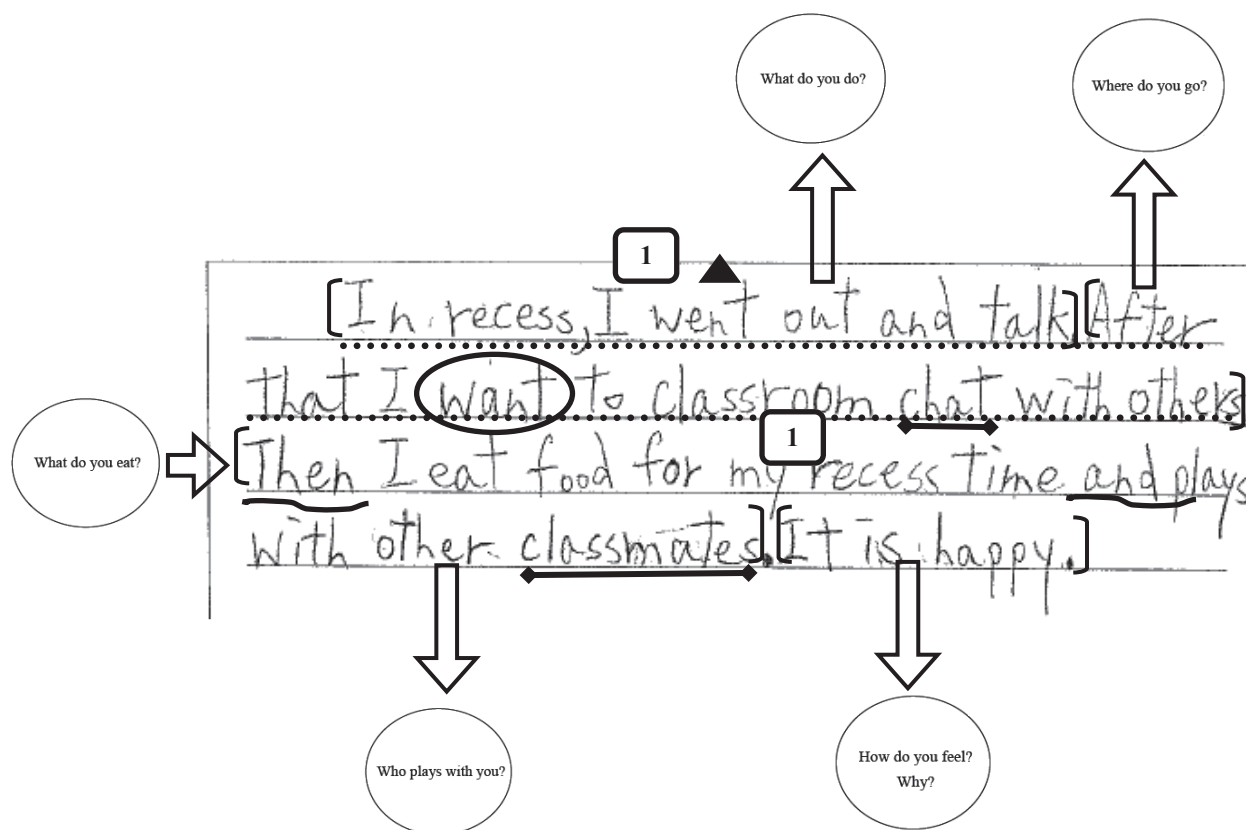 What do you do?
Where do you go?
1
[In recess, I went out and talk] [After
that I want to classroom chat with others]
What do you eat?
1
[Then I eat food for my recess time and plays
with other classmates]. [It is happy.]
Who plays with you?
How do you feel?
Why?